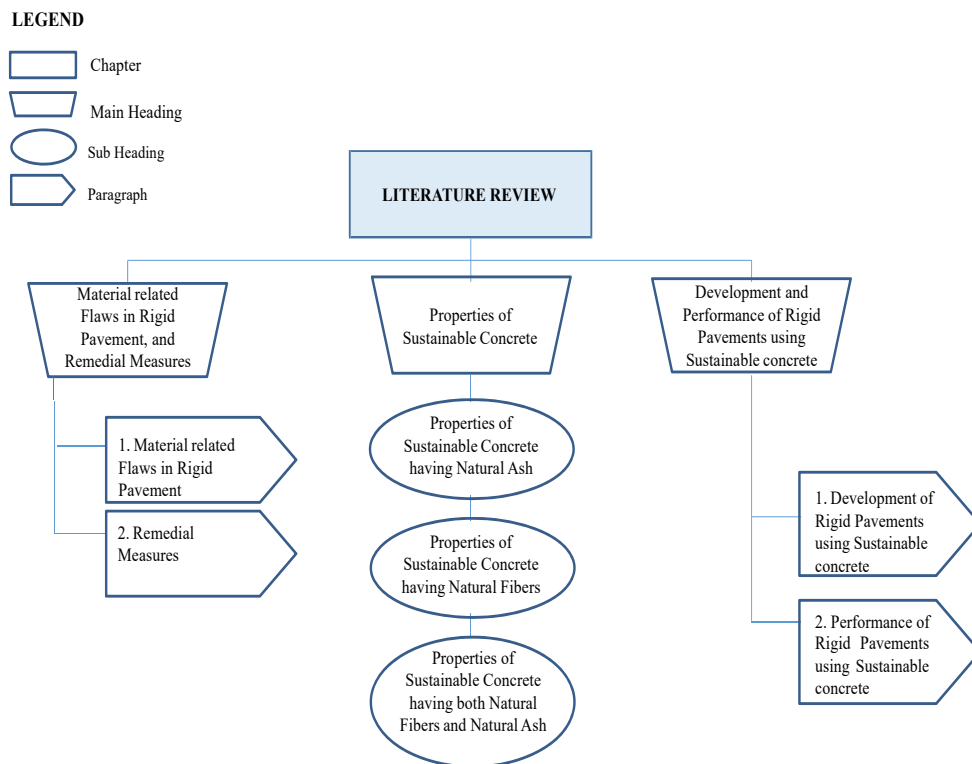 LEGEND
Chapter
Main Heading
Sub Heading
Paragraph
LITERATURE REVIEW
Material related
Flaws in Rigid
Pavement, and
Remedial Measures
1. Material related
Flaws in Rigid
Pavement
2. Remedial
Measures
Properties of
Sustainable Concrete
Properties of
Sustainable Concrete
having Natural Ash
Properties of
Sustainable Concrete
having Natural Fibers
Properties of
Sustainable Concrete
having both Natural
Fibers and Natural Ash
Development and
Performance of Rigid
Pavements using
Sustainable concrete
1. Development of
Rigid Pavements
using Sustainable
concrete
2. Performance of
Rigid Pavements
using Sustainable
concrete